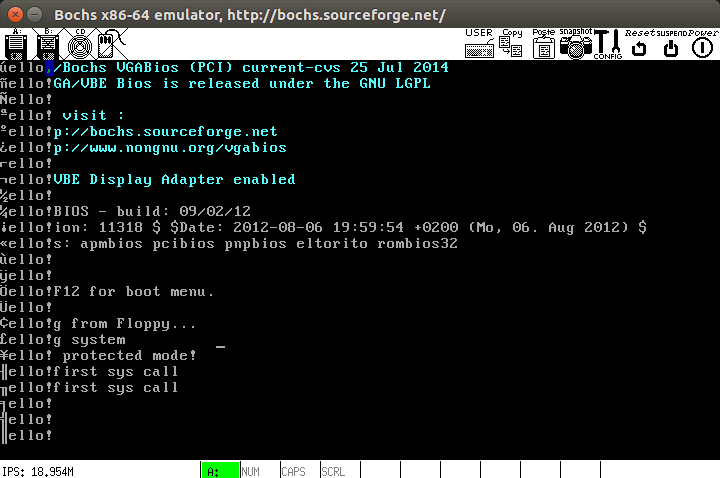 Bochs x86-64 emulator, http://bochs.sourceforge.net/
A: B: CD USER Copy Paste snapshot CONFIG Reset SUSPEND Power
úello,/Bochs VGABios (PCI) current-cvs 25 Jul 2014
ñello!GA/VBE Bios is released under the GNU LGPL
Ñello!
ªello! visit :
ºello!p://bochs.sourceforge.net
¿ello!p://www.nongnu.org/vgabios
⌐ello!
¬ello!VBE Display Adapter enabled
½ello!
¼ello!BIOS - build: 09/02/12
¡ello!ion: 11318 $ $Date: 2012-08-06 19:59:54 +0200 (Mo, 06. Aug 2012) $
«ello!s: apmbios pcibios pnpbios eltorito rombios32
ùello!
ÿello!
Öello!F12 for boot menu.
Üello!
¢ello!g from Floppy...
£ello!g system _
¥ello! protected mode!
╢ello!first sys call
╖ello!first sys call
╕ello!
╣ello!
║ello!
IPS: 18.954M A: NUM CAPS SCRL